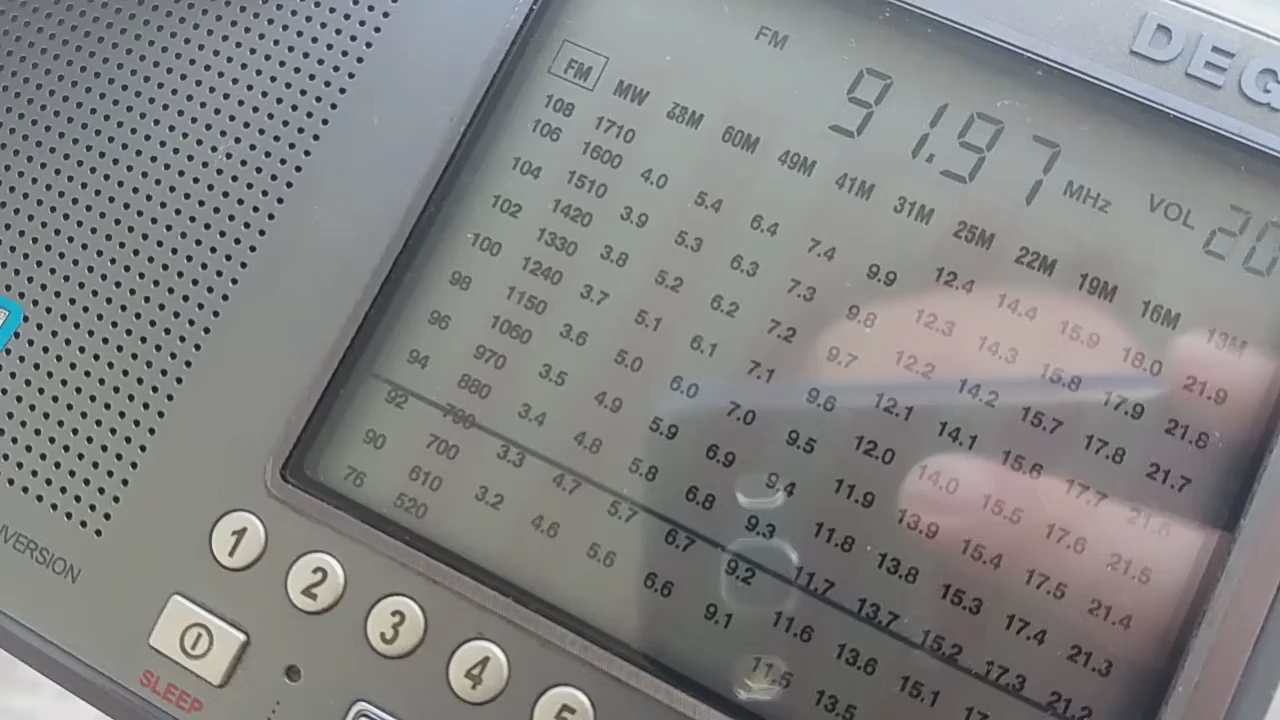 DEG
FM
91.97 MHz
VOL 20
FM MW 60M 49M 41M 31M 25M 22M 19M 16M 13M
108 1710 4.0 5.4 6.4 7.4 9.9 12.4 14.4 15.9 18.0 21.9
106 1600 3.9 5.3 6.3 7.3 9.8 12.3 14.3 15.8 17.9 21.8
104 1510 3.8 5.2 6.2 7.2 9.7 12.2 14.2 15.7 17.8 21.7
102 1420 3.7 5.1 6.1 7.1 9.6 12.1 14.1 15.6 17.7 21.6
100 1330 3.6 5.0 6.0 7.0 9.5 12.0 14.0 15.5 17.6 21.5
98 1240 3.5 4.9 5.9 6.9 9.4 11.9 13.9 15.4 17.5 21.4
96 1150 3.4 4.8 5.8 6.8 9.3 11.8 13.8 15.3 17.4 21.3
94 1060 3.3 4.7 5.7 6.7 9.2 11.7 13.7 15.2 17.3 21.2
92 970 3.2 4.6 5.6 6.6 9.1 11.6 13.6 15.1 17
90 880 11.5 13.5
76 790
700
610
520
VERSION
1
2
3
4
5
SLEEP